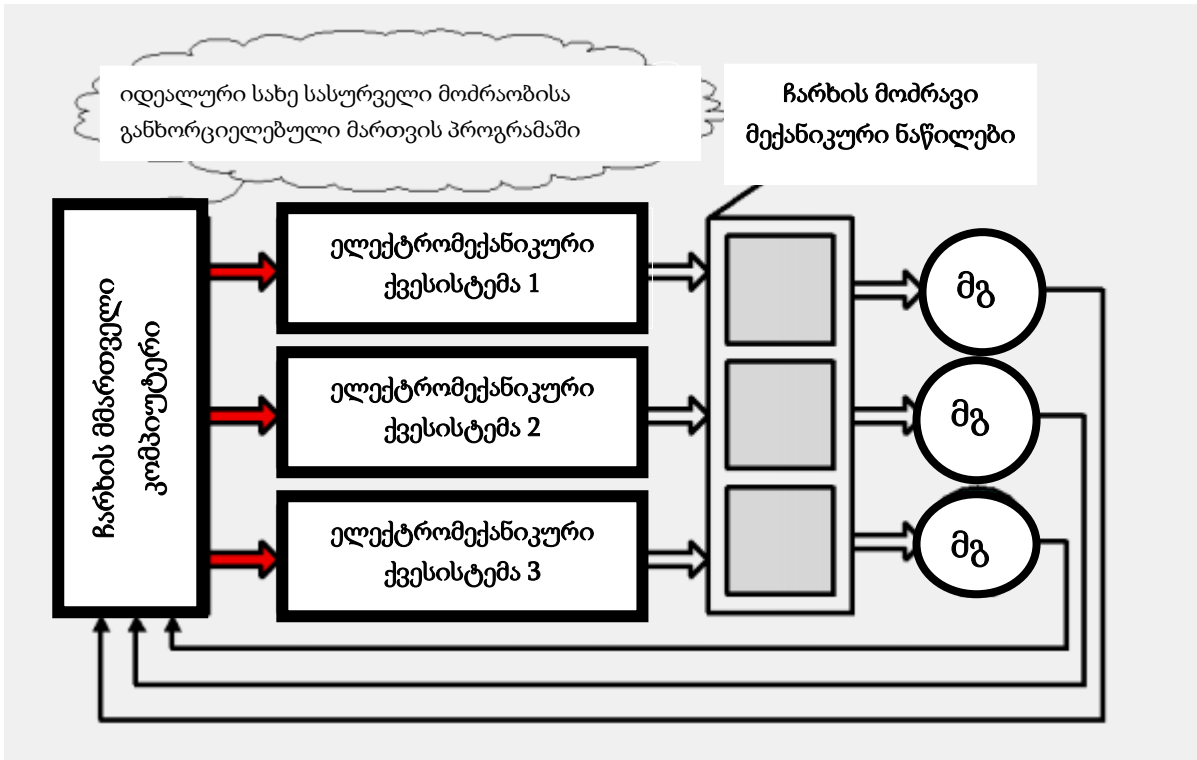 იდეალური სახე სასურველი მოძრაობისა
განხორციელებული მართვის პროგრამაში
ჩარხის მოძრავი
მექანიკური ნაწილები
ჩარხის მმართველი
კომპიუტერი
ელექტრომექანიკური
ქვესისტემა 1
ელექტრომექანიკური
ქვესისტემა 2
ელექტრომექანიკური
ქვესისტემა 3
მგ
მგ
მგ